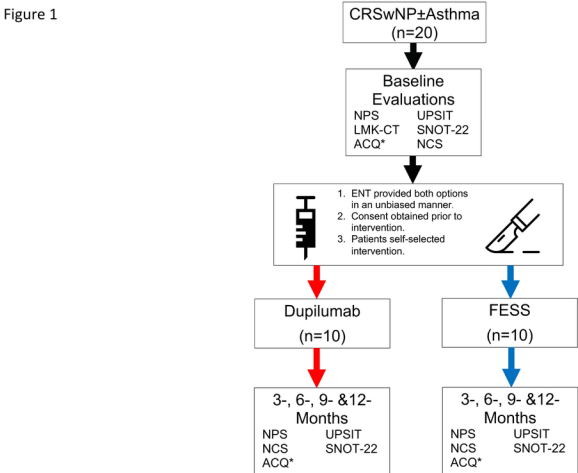 Figure 1
CRSwNP±Asthma
(n=20)
Baseline
Evaluations
NPS UPSIT
LMK-CT SNOT-22
ACQ* NCS
1. ENT provided both options
in an unbiased manner.
2. Consent obtained prior to
intervention.
3. Patients self-selected
intervention.
Dupilumab
(n=10)
FESS
(n=10)
3-, 6-, 9- &12-
Months
NPS UPSIT
NCS SNOT-22
ACQ*
3-, 6-, 9- &12-
Months
NPS UPSIT
NCS SNOT-22
ACQ*